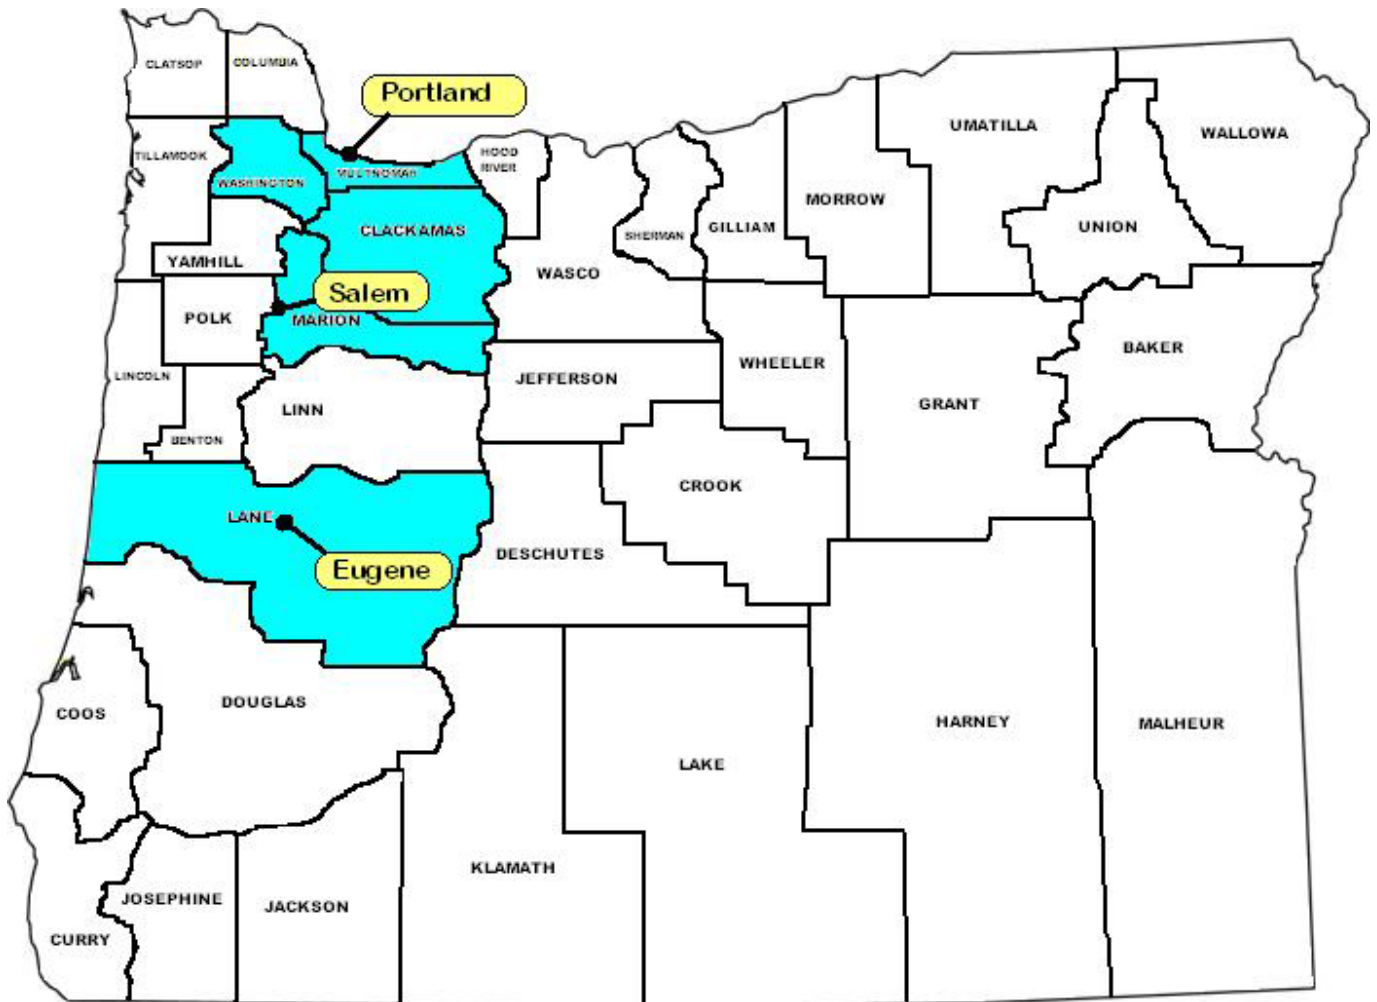 CLATSOP
COLUMBIA
Portland
UMATILLA
WALLOWA
TILLAMOOK
WASHINGTON
MULTNOMAH
HOOD
RIVER
MORROW
CLACKAMAS
SHERMAN
GILLIAM
UNION
YAMHILL
WASCO
Salem
POLK
MARION
BAKER
LINCOLN
JEFFERSON
WHEELER
GRANT
LINN
BENTON
CROOK
LANE
DESCHUTES
Eugene
DOUGLAS
COOS
HARNEY
MALHEUR
LAKE
KLAMATH
JOSEPHINE
JACKSON
CURRY